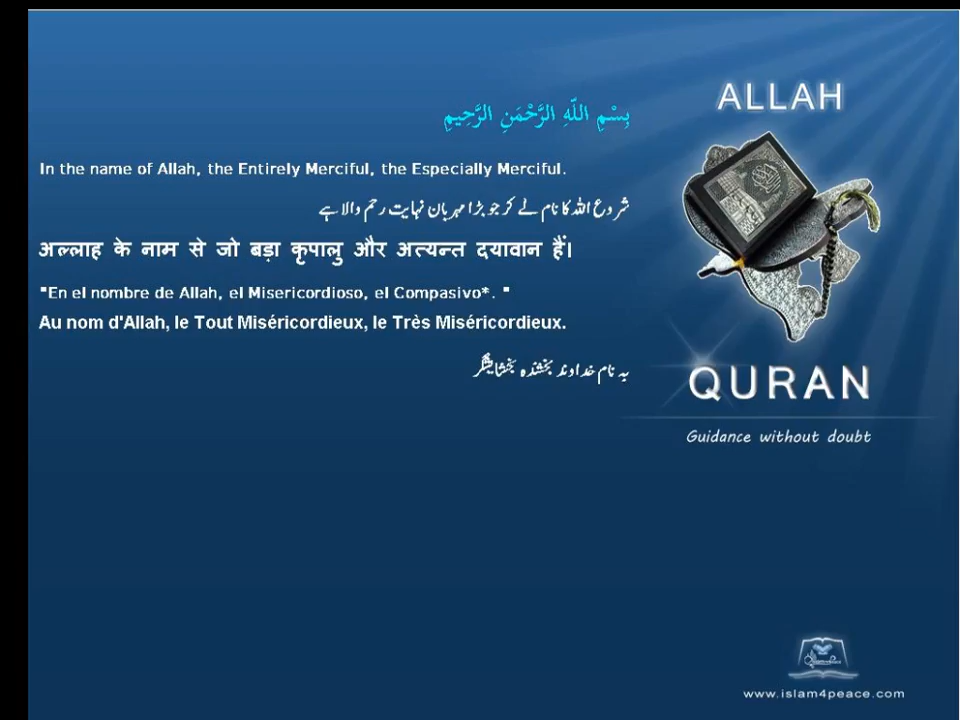 بِسْمِ اللَّهِ الرَّحْمَنِ الرَّحِيمِ
In the name of Allah, the Entirely Merciful, the Especially Merciful.
شروع الله کا نام لے کر جو بڑا مہربان نہایت رحم والا ہے
अल्लाह के नाम से जो बड़ा कृपालु और अत्यन्त दयावान हैं।
"En el nombre de Allah, el Misericordioso, el Compasivo*. "
Au nom d'Allah, le Tout Miséricordieux, le Très Miséricordieux.
به نام خداوند بخشنده بخشایشگر
ALLAH
QURAN
Guidance without doubt
www.islam4peace.com